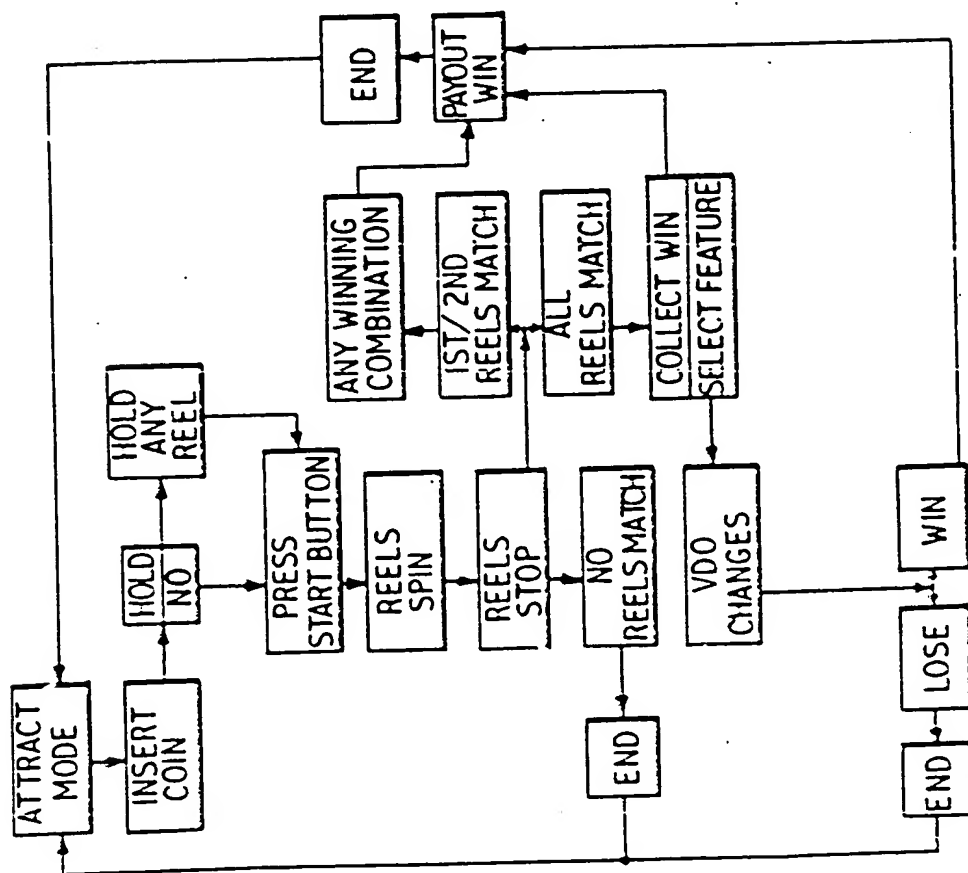 ATTRACT
MODE
INSERT
COIN
HOLD
NO
HOLD
ANY
REEL
PRESS
START BUTTON
REELS
SPIN
REELS
STOP
NO
REELS MATCH
END
ANY WINNING
COMBINATION
1ST/2ND
REELS MATCH
ALL
REELS MATCH
COLLECT WIN
SELECT FEATURE
PAYOUT
WIN
END
VDO
CHANGES
WIN
LOSE
END